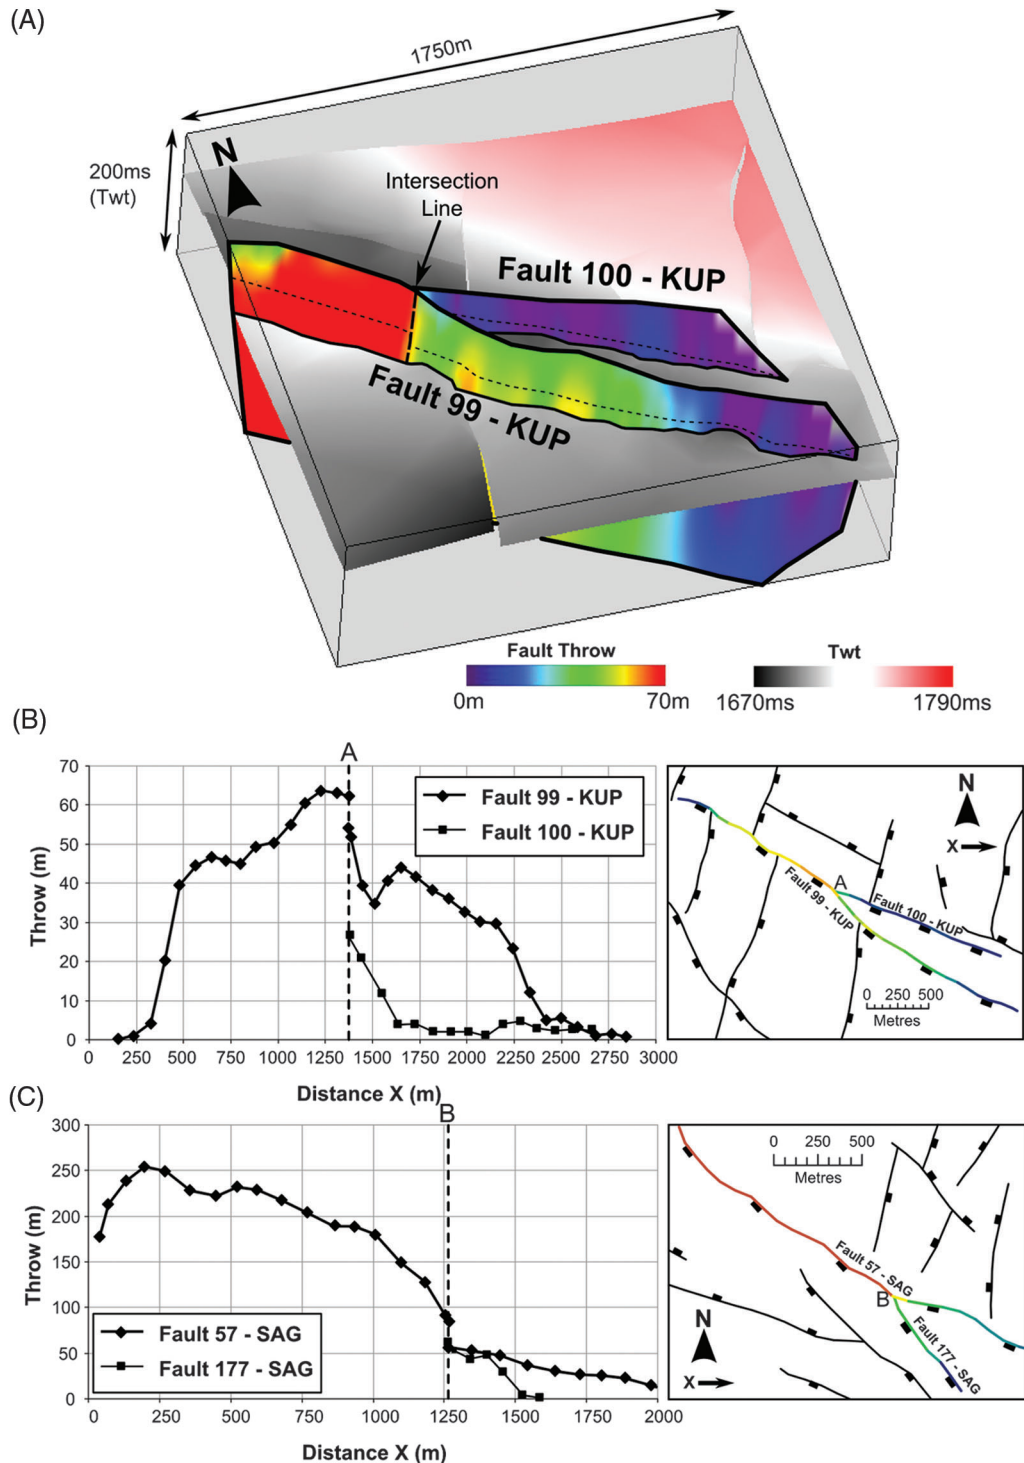 (A)
1750m
N
200ms
(Twt)
Intersection
Line
Fault 100 - KUP
Fault 99 - KUP
Fault Throw
0m
70m
Twt
1670ms
1790ms
(B)
A
70
60
50
40
30
20
10
0
Throw (m)
0
250
500
750
1000
1250
1500
1750
2000
2250
2500
2750
3000
Distance X (m)
Fault 99 - KUP
Fault 100 - KUP
N
X
A
Fault 99 - KUP
Fault 100 - KUP
0 250 500
Metres
(C)
B
300
250
200
150
100
50
0
Throw (m)
0
250
500
750
1000
1250
1500
1750
2000
Distance X (m)
Fault 57 - SAG
Fault 177 - SAG
0 250 500
Metres
Fault 57 - SAG
B
Fault 177 - SAG
N
X